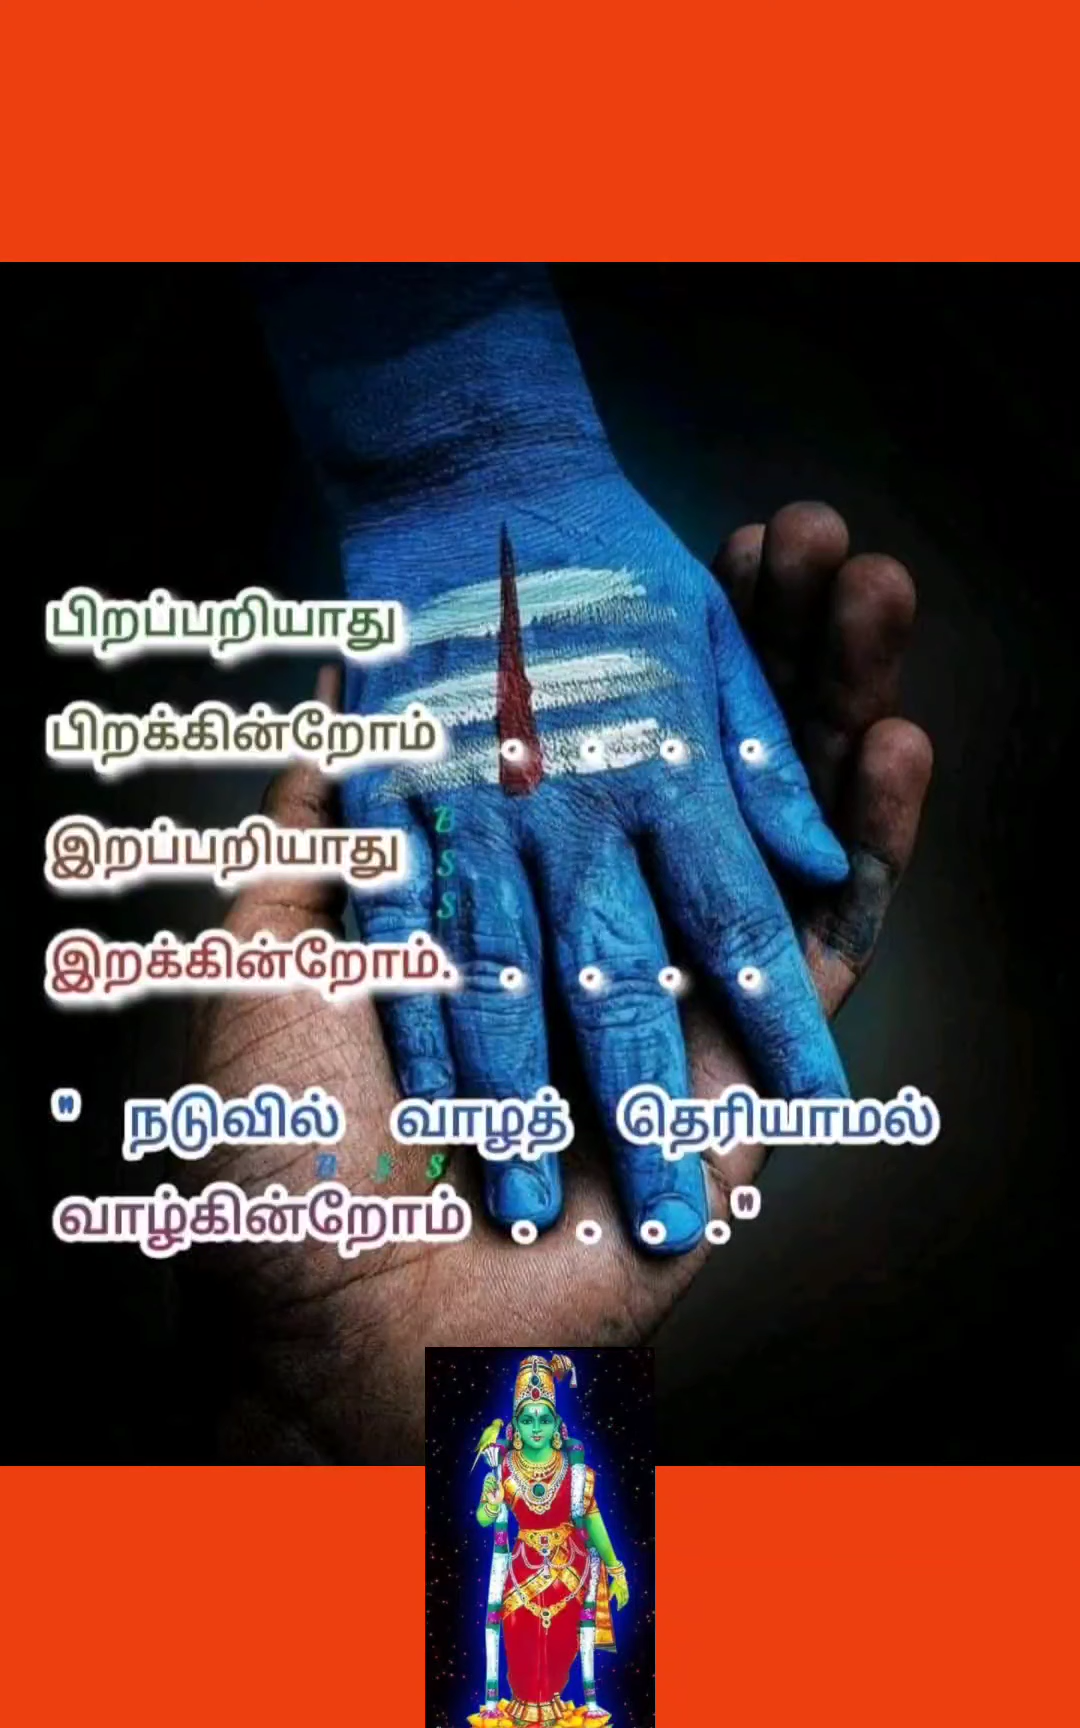 பிறப்பறியாது
பிறக்கின்றோம் . . . .
இறப்பறியாது
இறக்கின்றோம். . . . .
" நடுவில் வாழத் தெரியாமல்
வாழ்கின்றோம் . . . ."
B S S
B S S